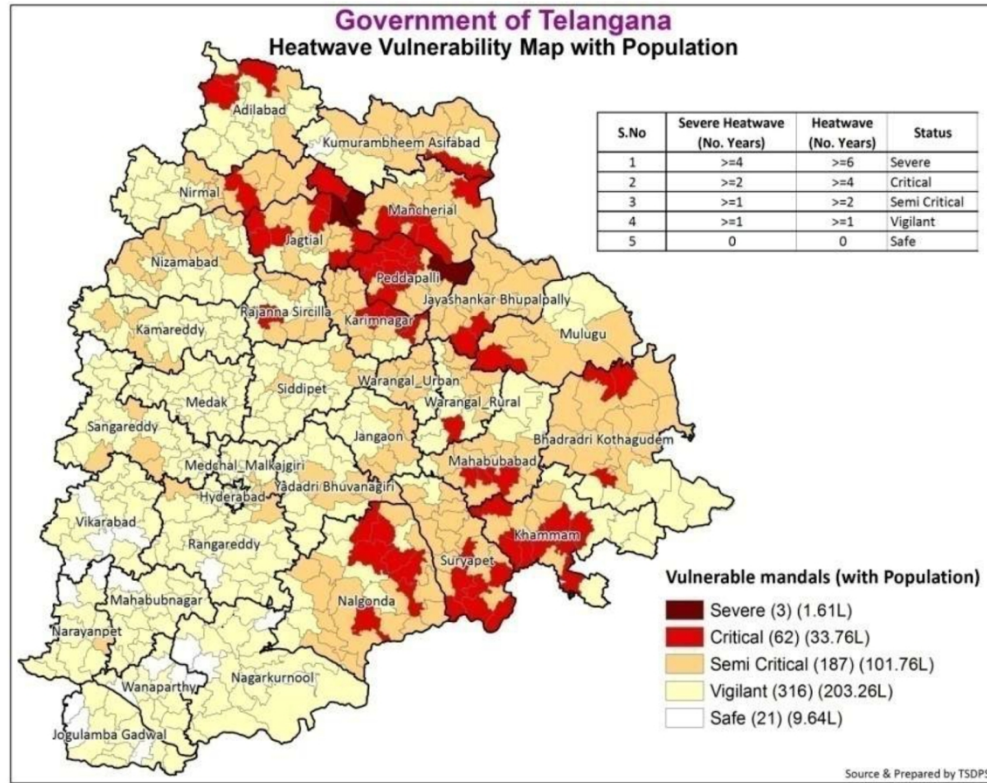 Government of Telangana
Heatwave Vulnerability Map with Population
S.No Severe Heatwave (No. Years) Heatwave (No. Years) Status
1 >=4 >=6 Severe
2 >=2 >=4 Critical
3 >=1 >=2 Semi Critical
4 >=1 >=1 Vigilant
5 0 0 Safe
Adilabad
Kumurambheem Asifabad
Nirmal
Mancherial
Jagtial
Nizamabad
Peddapalli
Jayashankar Bhupalpally
Rajanna Sircilla
Karimnagar
Kamareddy
Mulugu
Siddipet
Warangal_Urban
Medak
Warangal_Rural
Sangareddy
Jangaon
Bhadradri Kothagudem
Medchal_Malkajgiri
Mahabubabad
Yadadri Bhuvanagiri
Hyderabad
Vikarabad
Rangareddy
Khammam
Suryapet
Mahabubnagar
Nalgonda
Narayanpet
Nagarkurnool
Wanaparthy
Jogulamba Gadwal
Vulnerable mandals (with Population)
Severe (3) (1.61L)
Critical (62) (33.76L)
Semi Critical (187) (101.76L)
Vigilant (316) (203.26L)
Safe (21) (9.64L)
Source & Prepared by TSDPS